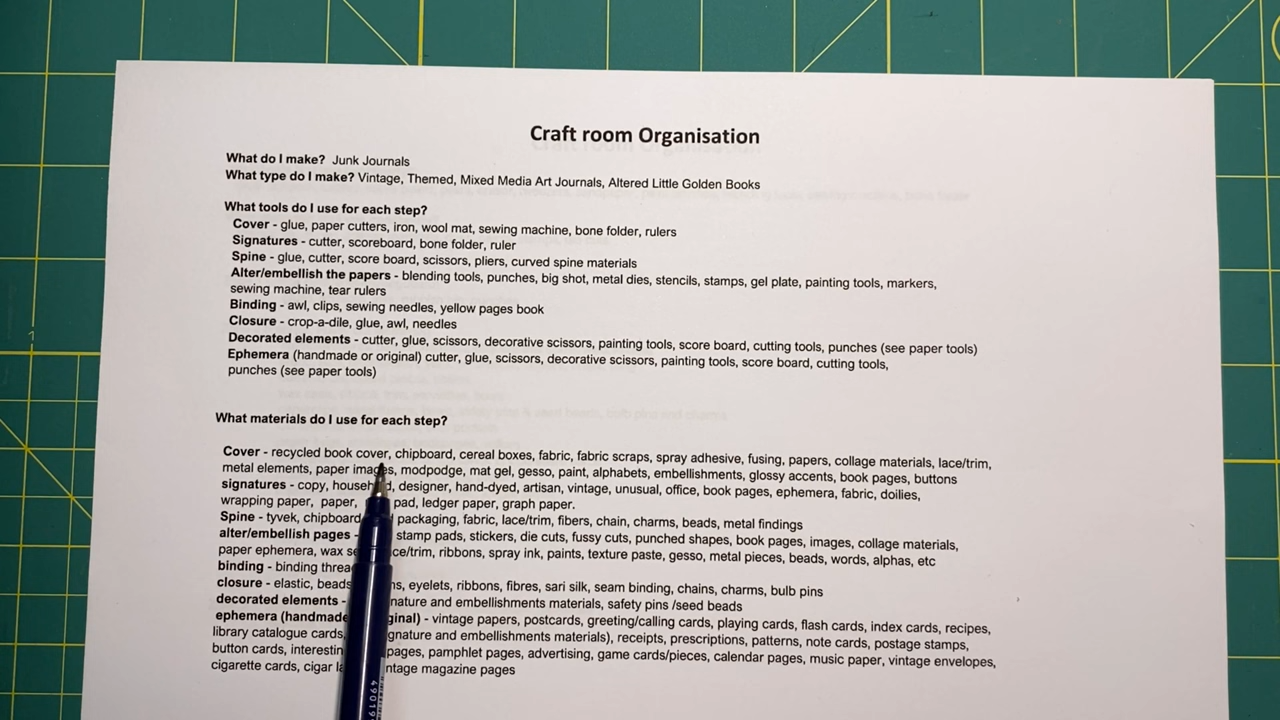 Craft room Organisation
What do I make? Junk Journals
What type do I make? Vintage, Themed, Mixed Media Art Journals, Altered Little Golden Books
What tools do I use for each step?
Cover - glue, paper cutters, iron, wool mat, sewing machine, bone folder, rulers
Signatures - cutter, scoreboard, bone folder, ruler
Spine - glue, cutter, score board, scissors, pliers, curved spine materials
Alter/embellish the papers - blending tools, punches, big shot, metal dies, stencils, stamps, gel plate, painting tools, markers,
sewing machine, tear rulers
Binding - awl, clips, sewing needles, yellow pages book
Closure - crop-a-dile, glue, awl, needles
Decorated elements - cutter, glue, scissors, decorative scissors, painting tools, score board, cutting tools, punches (see paper tools)
Ephemera (handmade or original) cutter, glue, scissors, decorative scissors, painting tools, score board, cutting tools,
punches (see paper tools)
What materials do I use for each step?
Cover - recycled book cover, chipboard, cereal boxes, fabric, fabric scraps, spray adhesive, fusing, papers, collage materials, lace/trim,
metal elements, paper images, modpodge, mat gel, gesso, paint, alphabets, embellishments, glossy accents, book pages, buttons
signatures - copy, designer, hand-dyed, artisan, vintage, unusual, office, book pages, ephemera, fabric, doilies,
wrapping paper, paper, pad, ledger paper, graph paper.
Spine - tyvek, chipboard packaging, fabric, lace/trim, fibers, chain, charms, beads, metal findings
alter/embellish pages - stamp pads, stickers, die cuts, fussy cuts, punched shapes, book pages, images, collage materials,
paper ephemera, wax ribbons, spray ink, paints, texture paste, gesso, metal pieces, beads, words, alphas, etc
binding - binding
closure - elastic, beads eyelets, ribbons, fibres, sari silk, seam binding, chains, charms, bulb pins
decorated elements - and embellishments materials, safety pins /seed beads
ephemera (handmade - vintage papers, postcards, greeting/calling cards, playing cards, flash cards, index cards, recipes,
library catalogue cards, and embellishments materials), receipts, prescriptions, patterns, note cards, postage stamps,
button cards, pages, pamphlet pages, advertising, game cards/pieces, calendar pages, music paper, vintage envelopes,
cigarette cards, cigar magazine pages